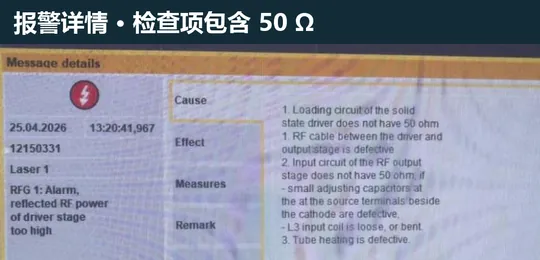 报警详情・检查项包含 50 Ω
Message details
25.04.2026 13:20:41,967
12150331
Laser 1
RFG 1: Alarm,
reflected RF power
of driver stage
too high
Cause
Effect
Measures
Remark
1. Loading circuit of the solid
state driver does not have 50 ohm
1. RF cable between the driver and
output stage is defective
2. Input circuit of the RF output
stage does not have 50 ohm, if
- small adjusting capacitors at
the at the source terminals beside
the cathode are defective,
- L3 input coil is loose, or bent.
3. Tube heating is defective.